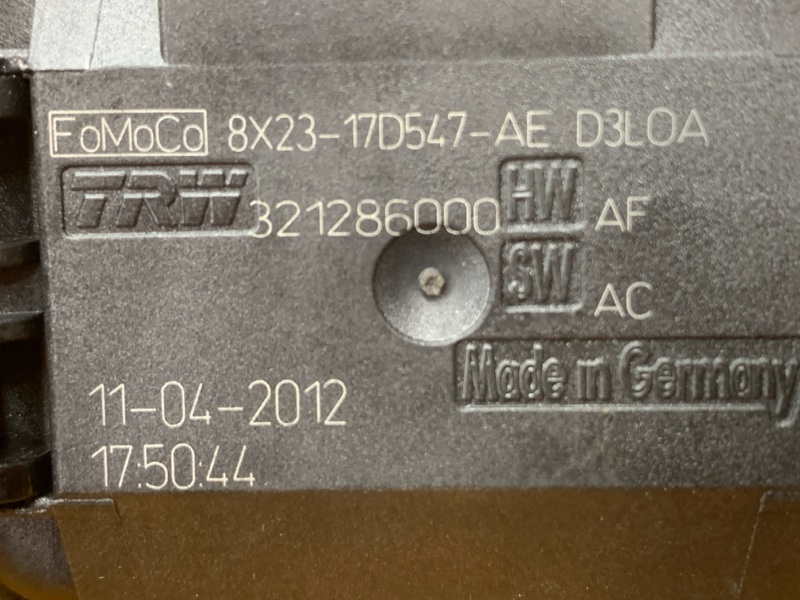 FoMoCo 8X23-17D547-AE D3L0A
TRW 321286000 HW AF
SW AC
Made in Germany
11-04-2012
17:50:44